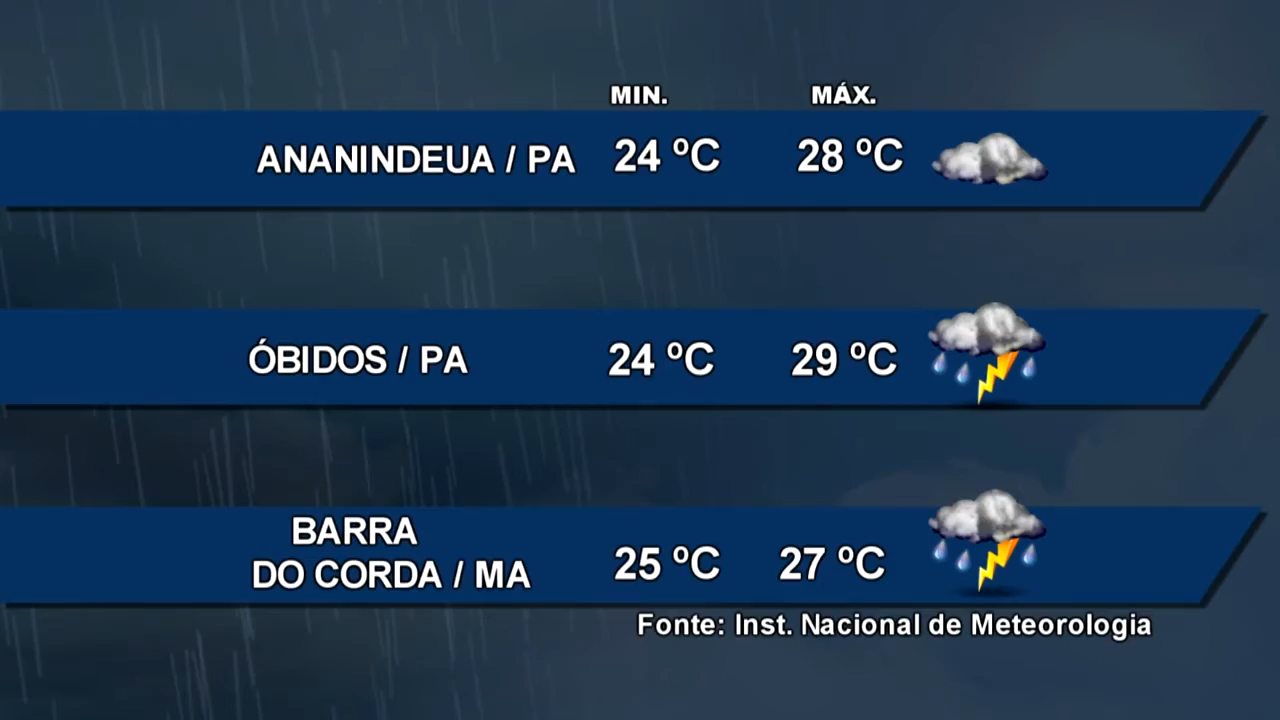 MIN. MÁX.
ANANINDEUA / PA 24 ºC 28 ºC
ÓBIDOS / PA 24 ºC 29 ºC
BARRA
DO CORDA / MA 25 ºC 27 ºC
Fonte: Inst. Nacional de Meteorologia